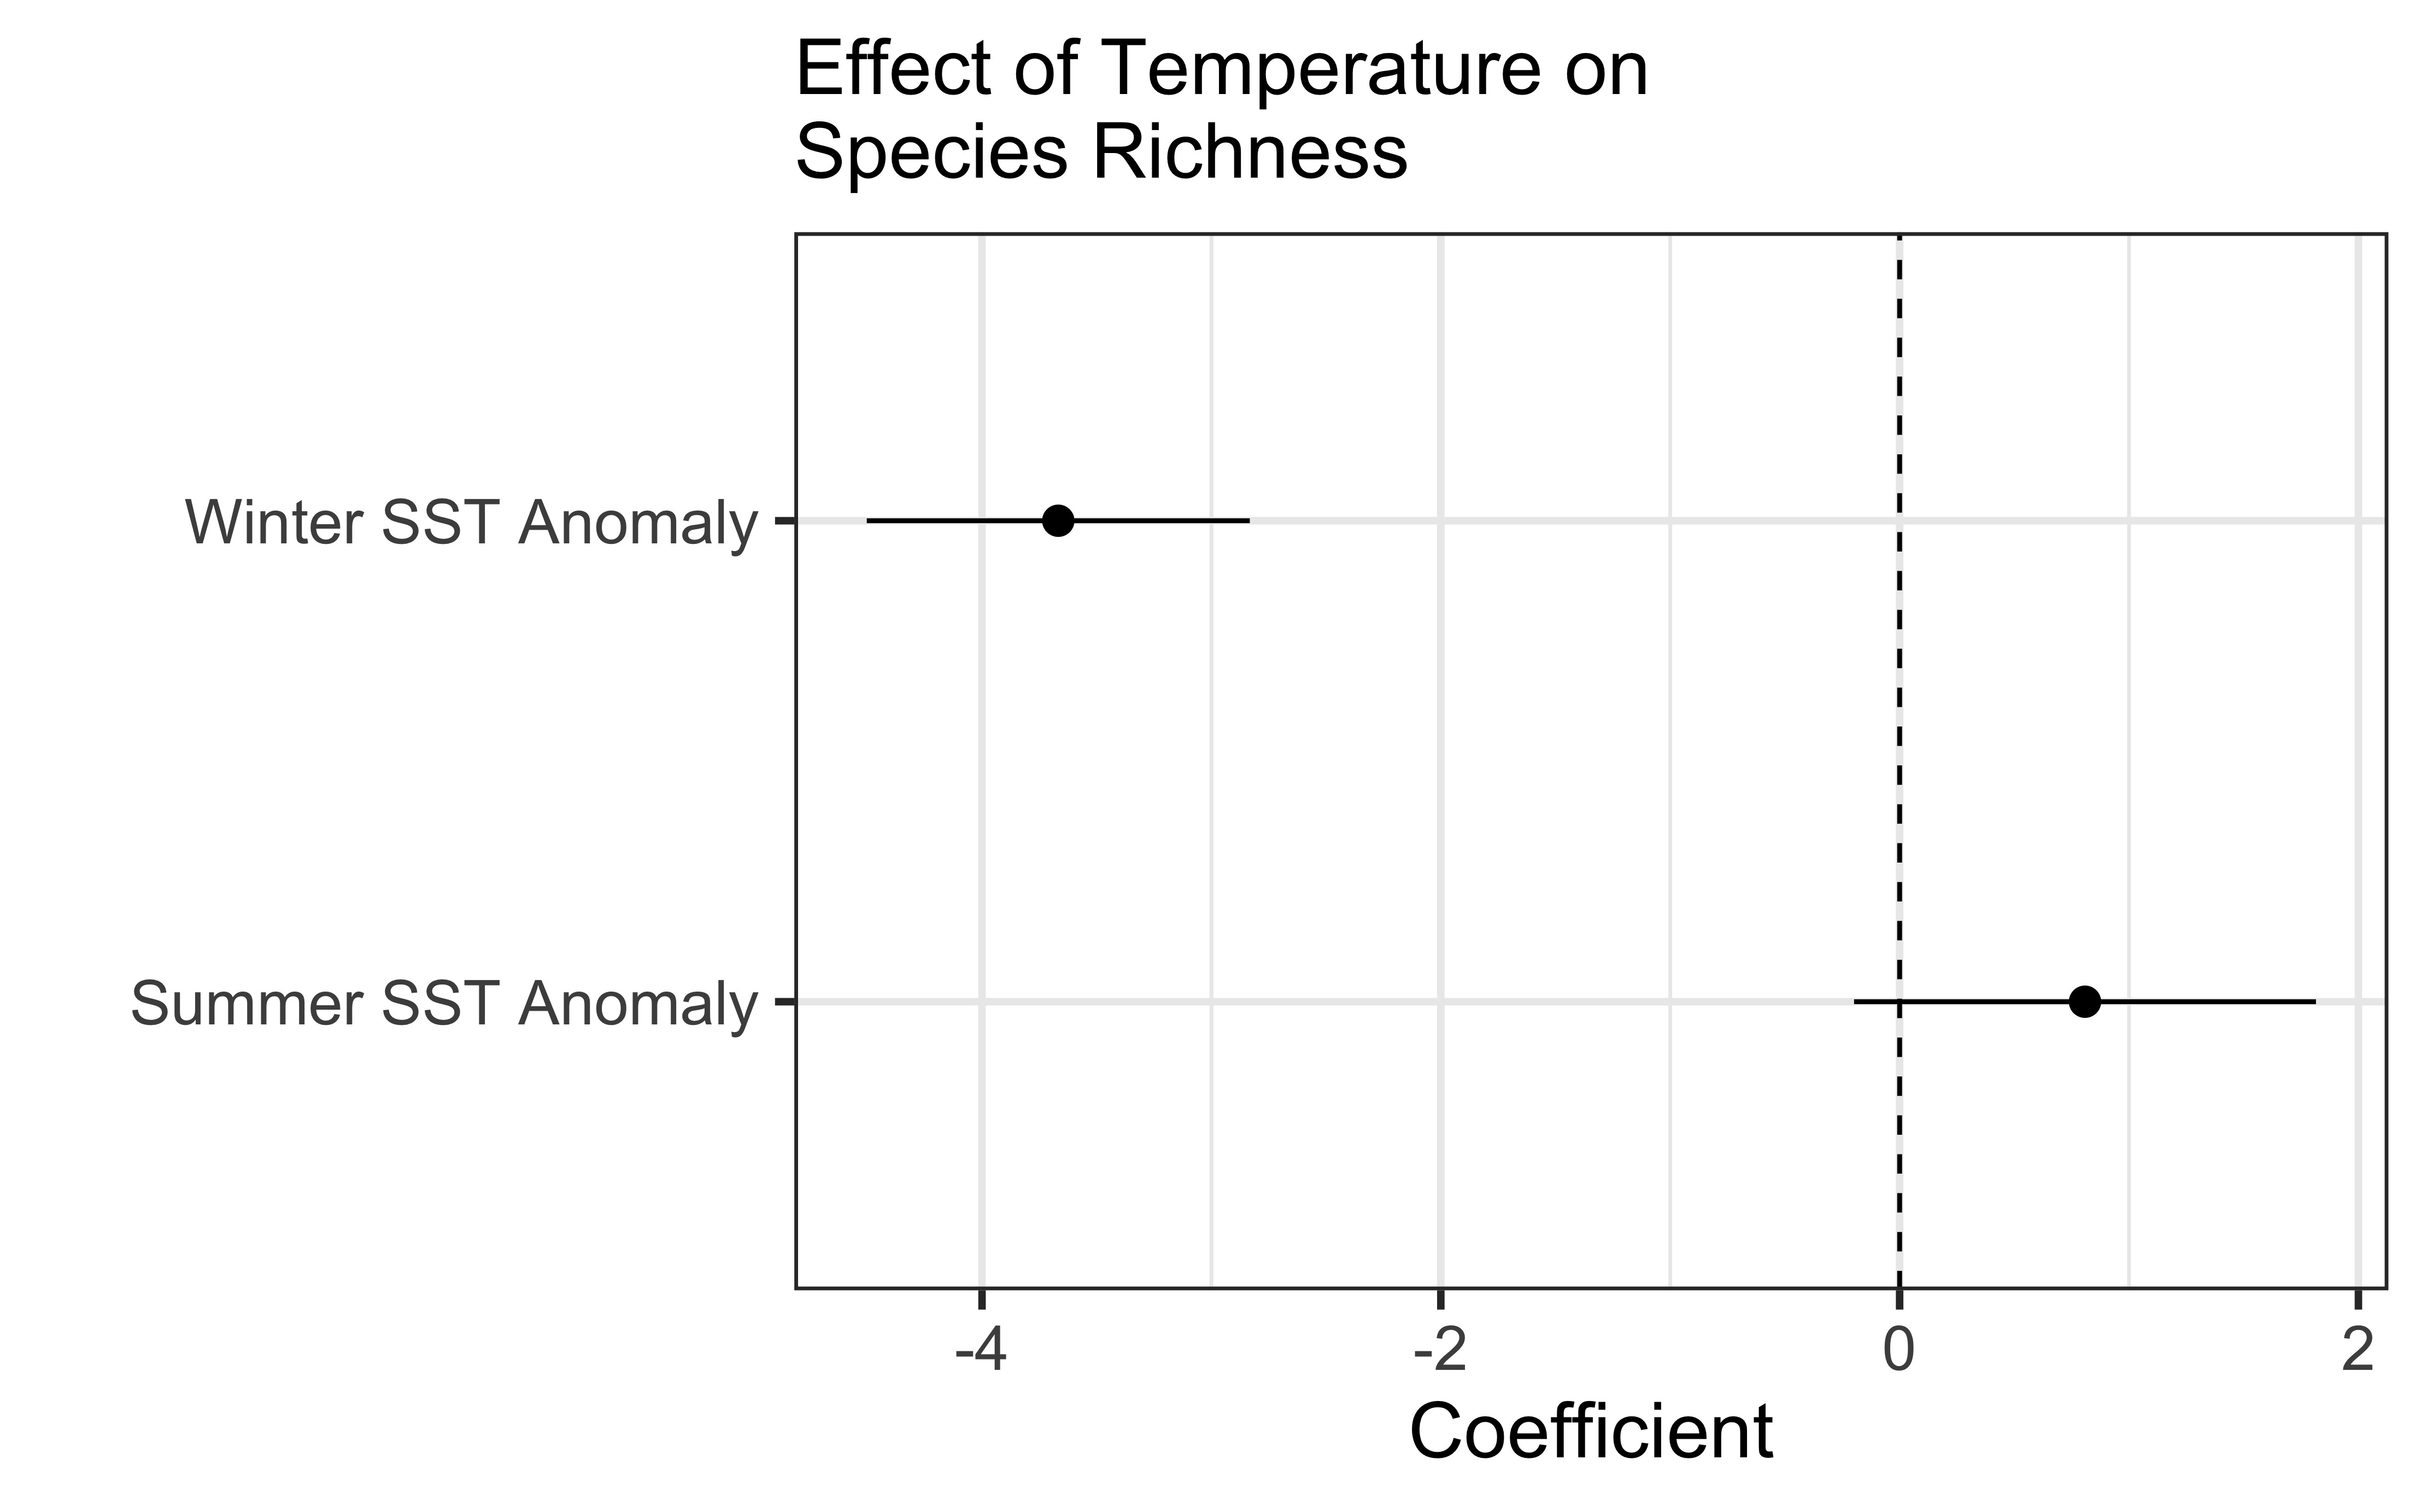 Effect of Temperature on
Species Richness
Winter SST Anomaly
Summer SST Anomaly
-4 -2 0 2
Coefficient